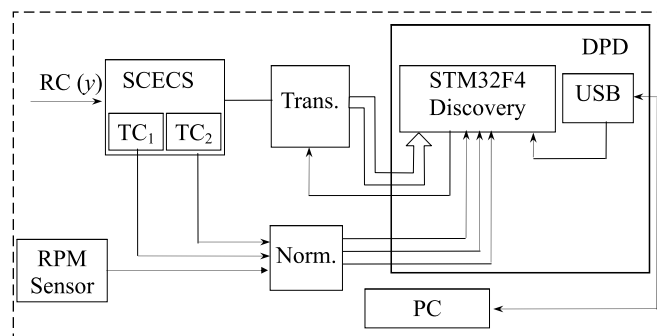 DPD
RC (y)
SCECS
TC₁
TC₂
Trans.
STM32F4
Discovery
USB
RPM
Sensor
Norm.
PC